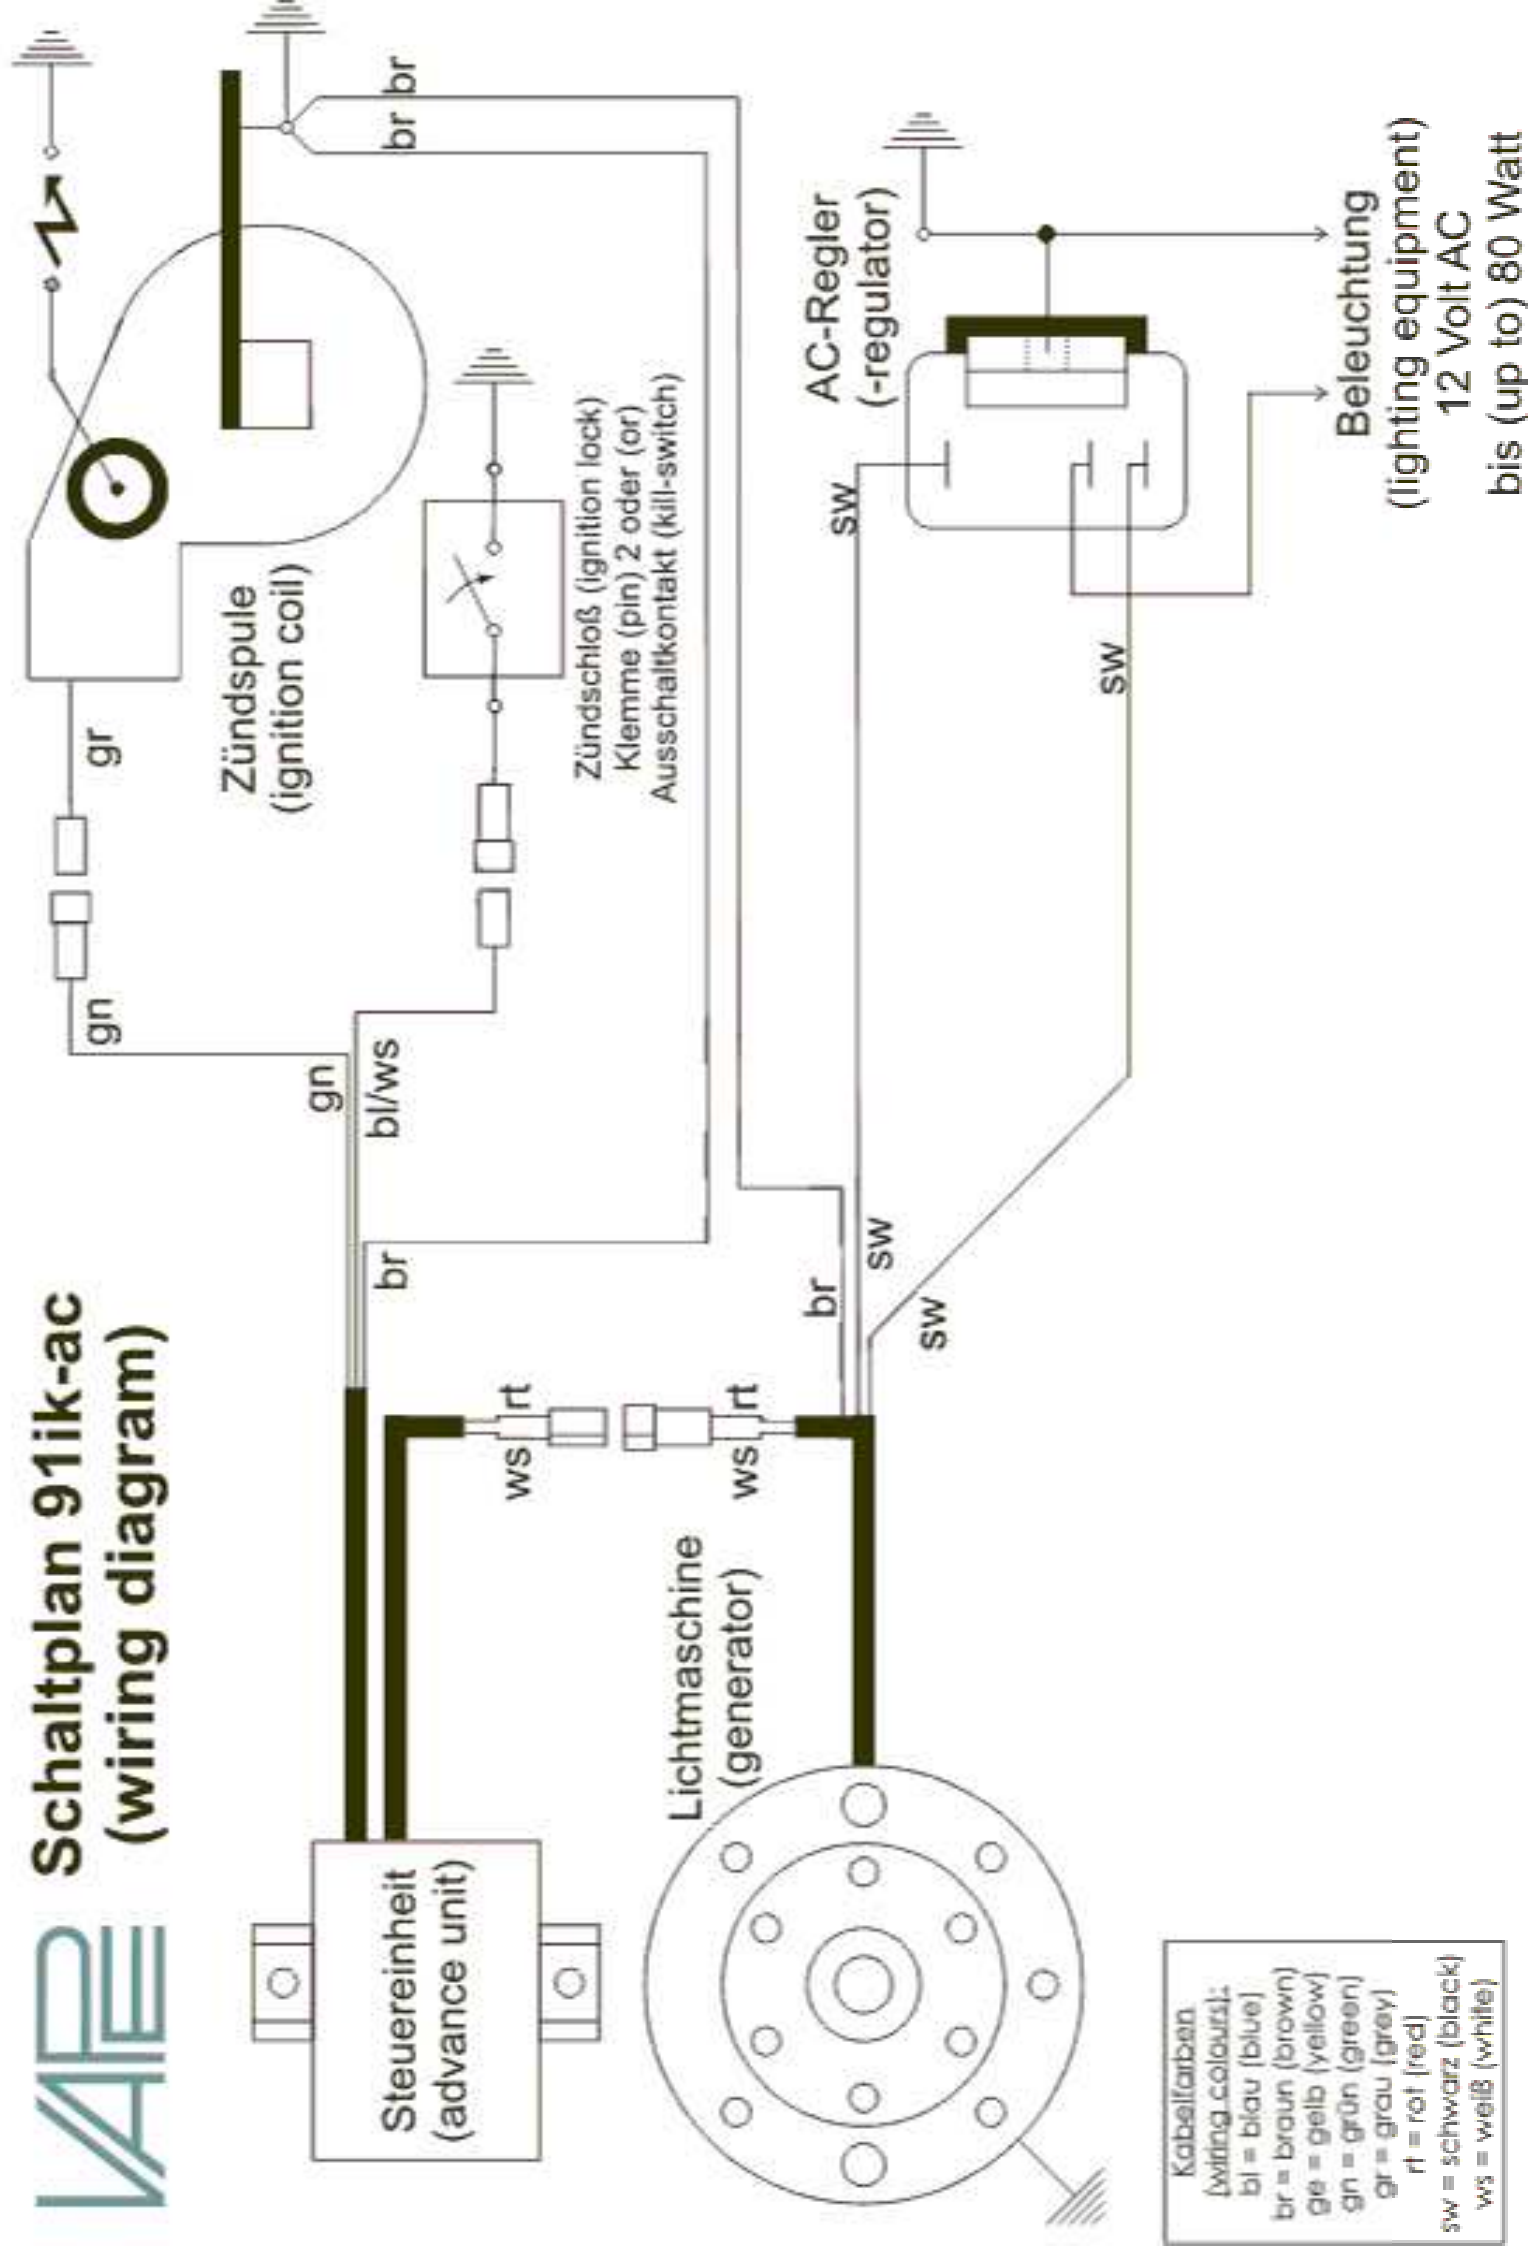 VAPE
Schaltplan 91ik-ac
(wiring diagram)
Steuereinheit
(advance unit)
Lichtmaschine
(generator)
ws
rt
ws
rt
gn
gr
gn
bl/ws
br
br
br
br
sw
sw
sw
sw
Zündspule
(ignition coil)
Zündschloß (ignition lock)
Klemme (pin) 2 oder (or)
Ausschaltkontakt (kill-switch)
AC-Regler
(-regulator)
Beleuchtung
(lighting equipment)
12 Volt AC
bis (up to) 80 Watt
Kabelfarben
(wiring colours):
bl = blau (blue)
br = braun (brown)
ge = gelb (yellow)
gn = grün (green)
gr = grau (grey)
rt = rot (red)
sw = schwarz (black)
ws = weiß (white)